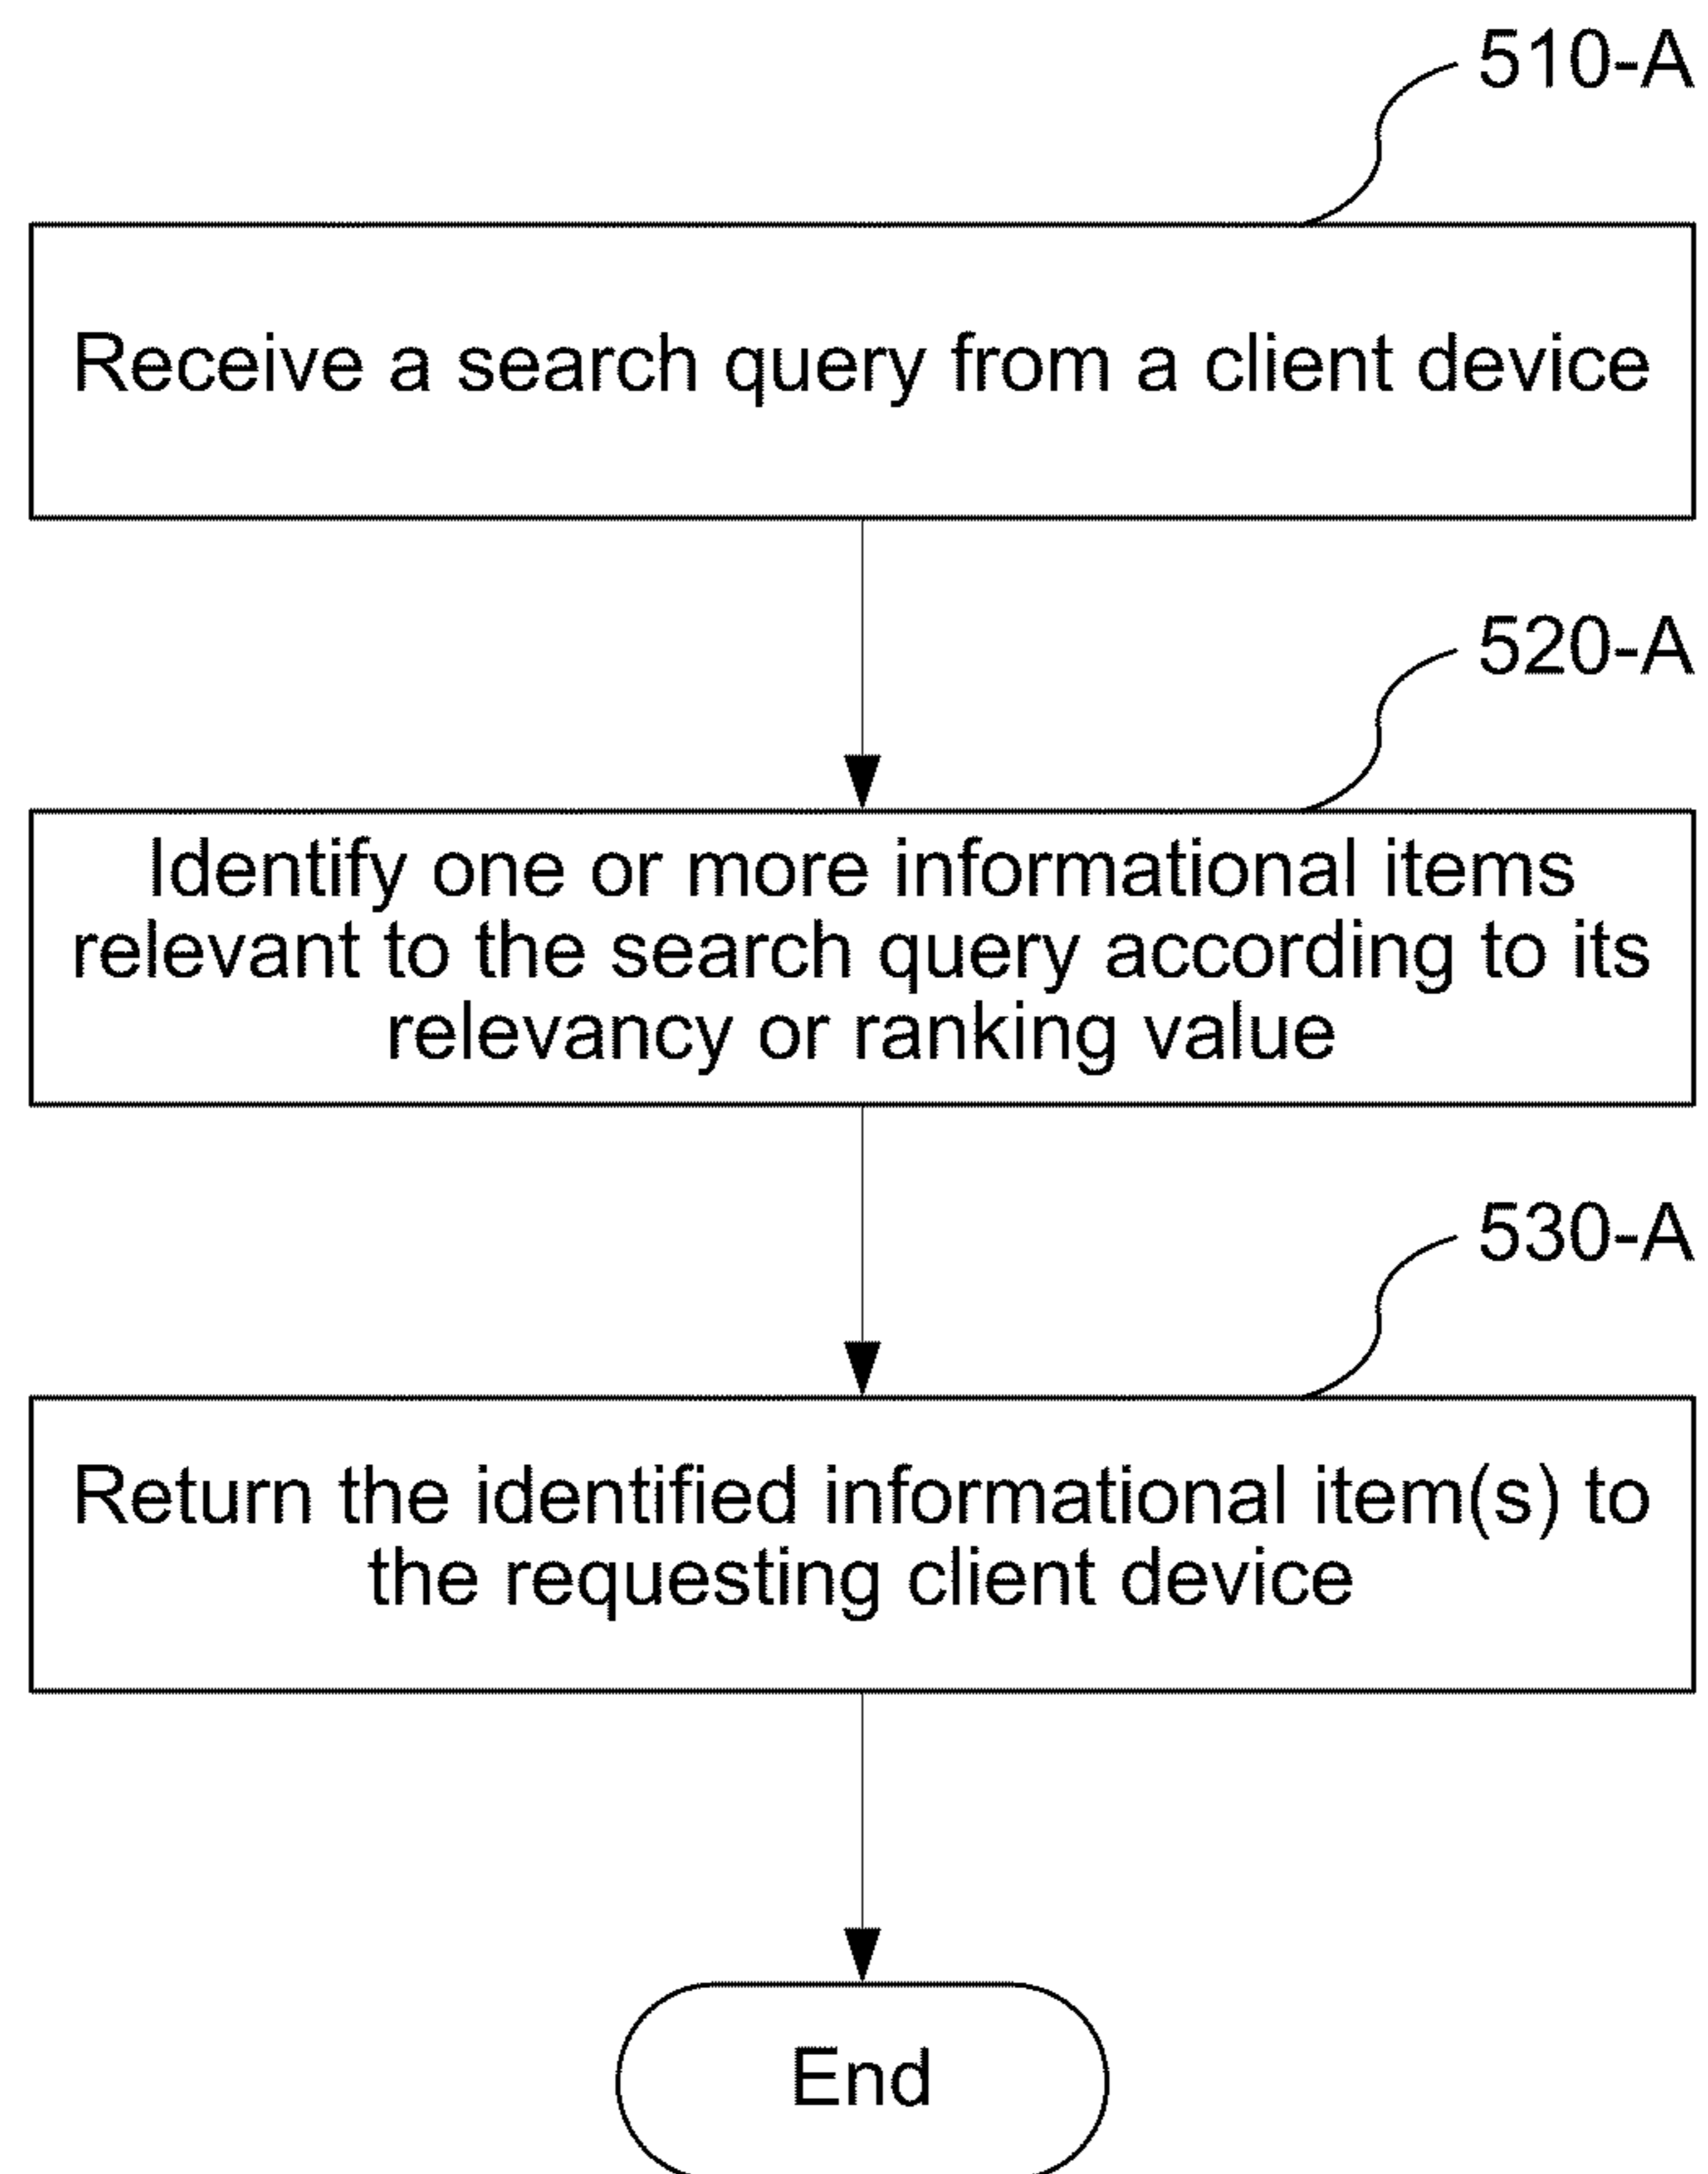 510-A
Receive a search query from a client device
520-A
Identify one or more informational items
relevant to the search query according to its
relevancy or ranking value
530-A
Return the identified informational item(s) to
the requesting client device
End